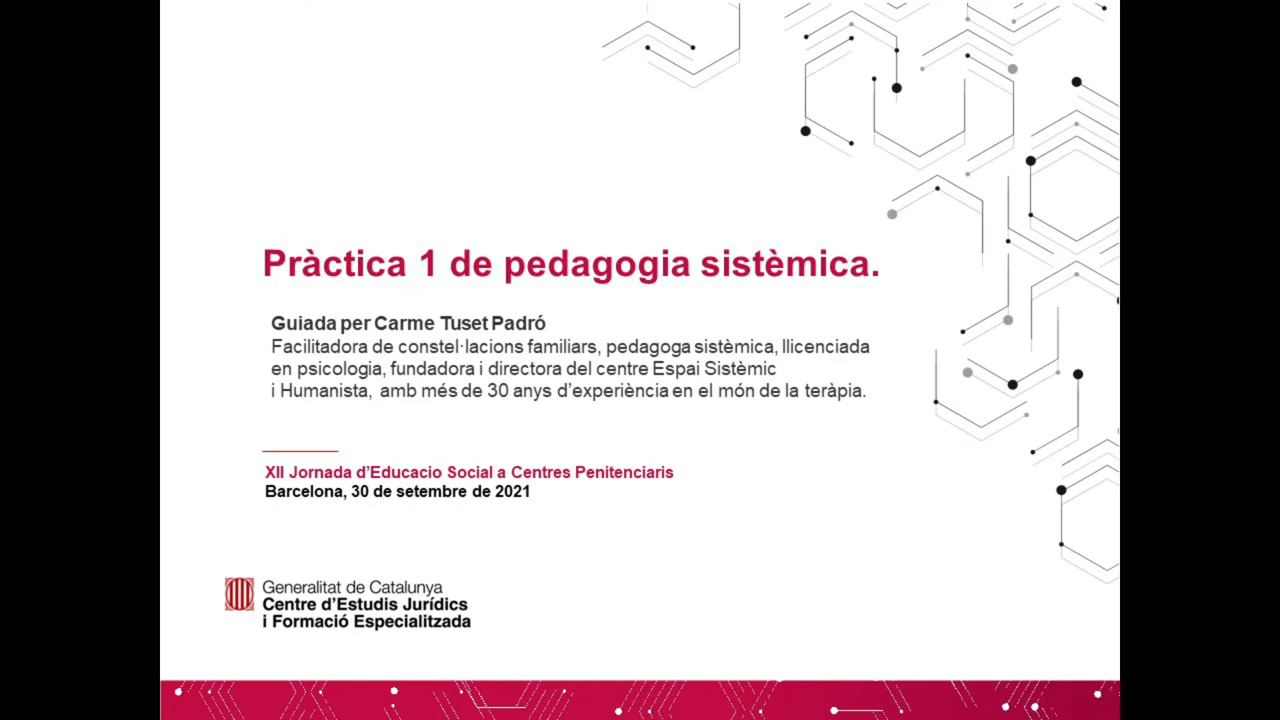 Pràctica 1 de pedagogia sistèmica.
Guiada per Carme Tuset Padró
Facilitadora de constel·lacions familiars, pedagoga sistèmica, llicenciada
en psicologia, fundadora i directora del centre Espai Sistèmic
i Humanista, amb més de 30 anys d'experiència en el món de la teràpia.
XII Jornada d'Educacio Social a Centres Penitenciaris
Barcelona, 30 de setembre de 2021
Generalitat de Catalunya
Centre d'Estudis Jurídics
i Formació Especialitzada